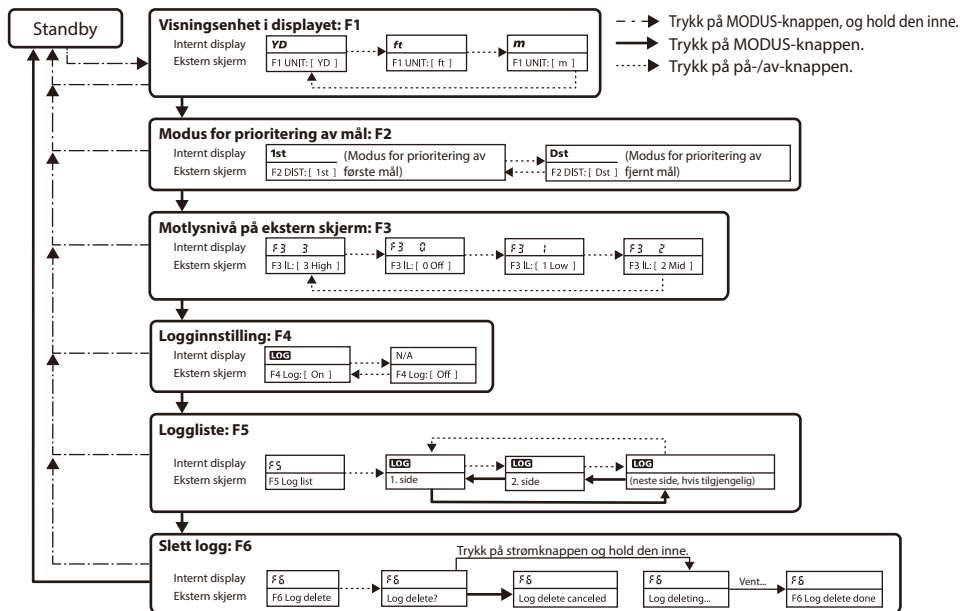 Standby
Trykk på MODUS-knappen, og hold den inne.
Trykk på MODUS-knappen.
Trykk på på-/av-knappen.
Visningsenhet i displayet: F1
Internt display YD ft m
Ekstern skjerm F1 UNIT: [ YD ] F1 UNIT: [ ft ] F1 UNIT: [ m ]
Modus for prioritering av mål: F2
Internt display 1st (Modus for prioritering av Dst (Modus for prioritering av
Ekstern skjerm F2 DIST: [ 1st ] første mål) F2 DIST: [ Dst ] fjernt mål)
Motlysnivå på ekstern skjerm: F3
Internt display F3 3 F3 0 F3 1 F3 2
Ekstern skjerm F3 IL: [ 3 High ] F3 IL: [ 0 Off ] F3 IL: [ 1 Low ] F3 IL: [ 2 Mid ]
Logginnstilling: F4
Internt display LOG N/A
Ekstern skjerm F4 Log: [ On ] F4 Log: [ Off ]
Loggliste: F5
Internt display F5 LOG LOG LOG
Ekstern skjerm F5 Log list 1. side 2. side (neste side, hvis tilgjengelig)
Slett logg: F6
Trykk på strømknappen og hold den inne.
Internt display F6 F6 F6 F6 Vent... F6
Ekstern skjerm F6 Log delete Log delete? Log delete canceled Log deleting... F6 Log delete done